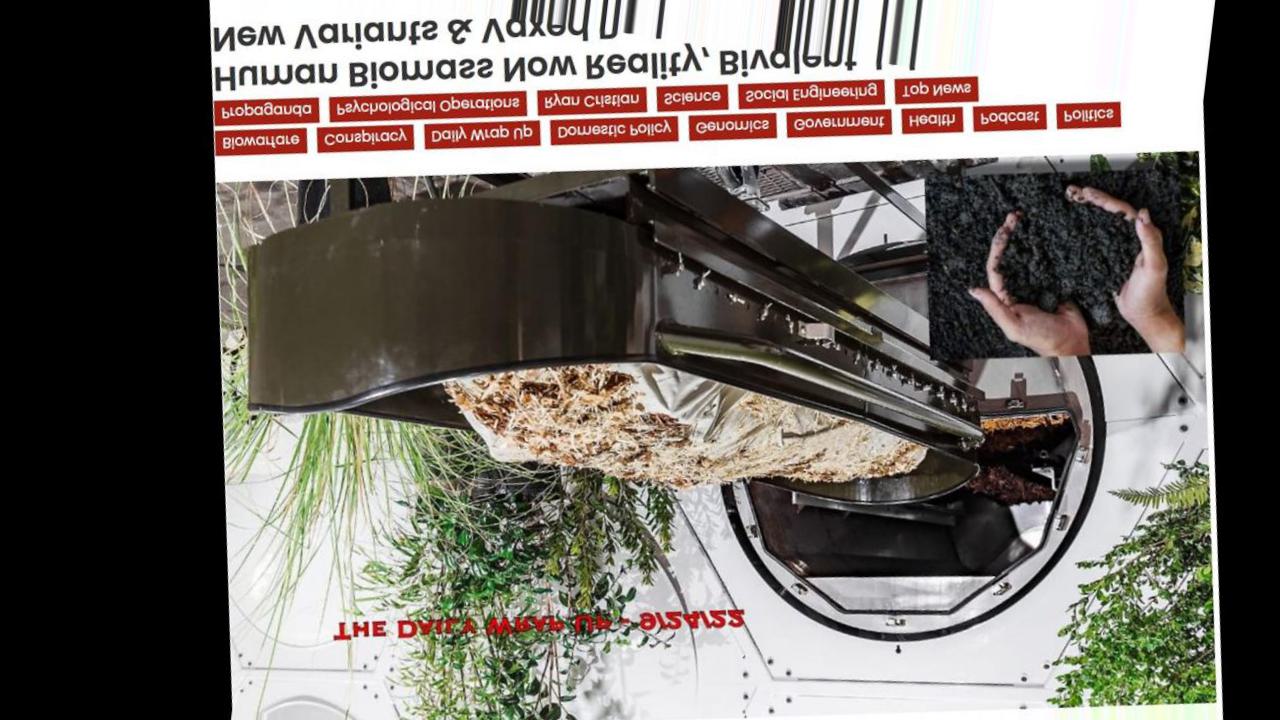 THE DAILY WRAP UP - 9/24/22
Biowarfare Conspiracy Daily Wrap Up Domestic Policy Genomics Government Health Podcast Politics
Propaganda Psychological Operations Ryan Cristian Science Social Engineering Top News
Human Biomass Now Reality, Bivalent
New Variants & Vaxed